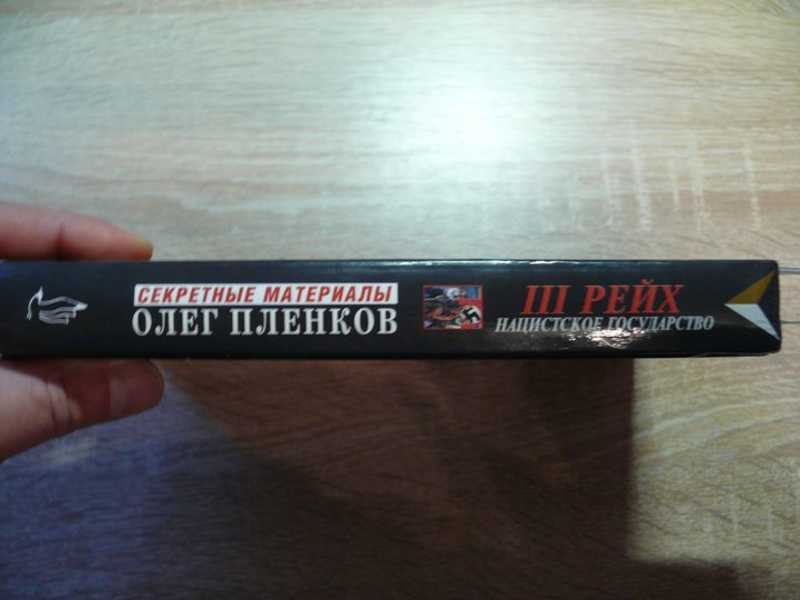 СЕКРЕТНЫЕ МАТЕРИАЛЫ
ОЛЕГ ПЛЕНКОВ
III РЕЙХ
НАЦИСТСКОЕ ГОСУДАРСТВО